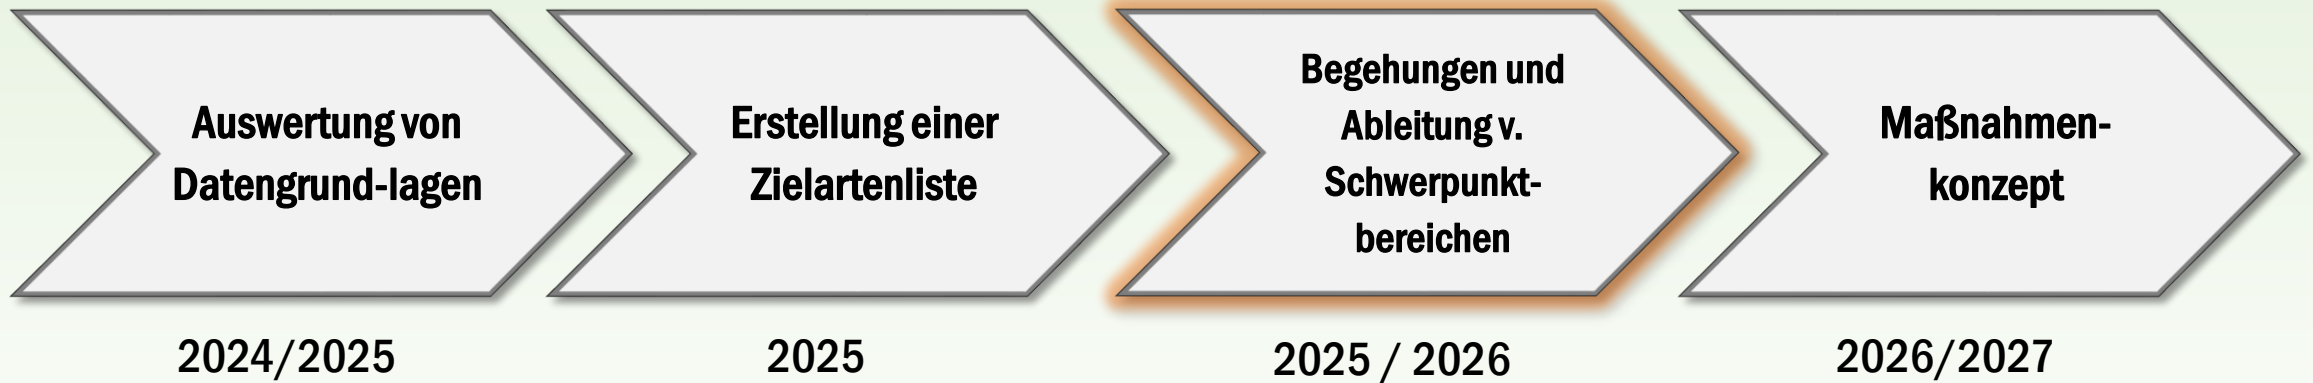 Auswertung von
Datengrund-lagen
Erstellung einer
Zielartenliste
Begehungen und
Ableitung v.
Schwerpunkt-
bereichen
Maßnahmen-
konzept
2024/2025
2025
2025 / 2026
2026/2027